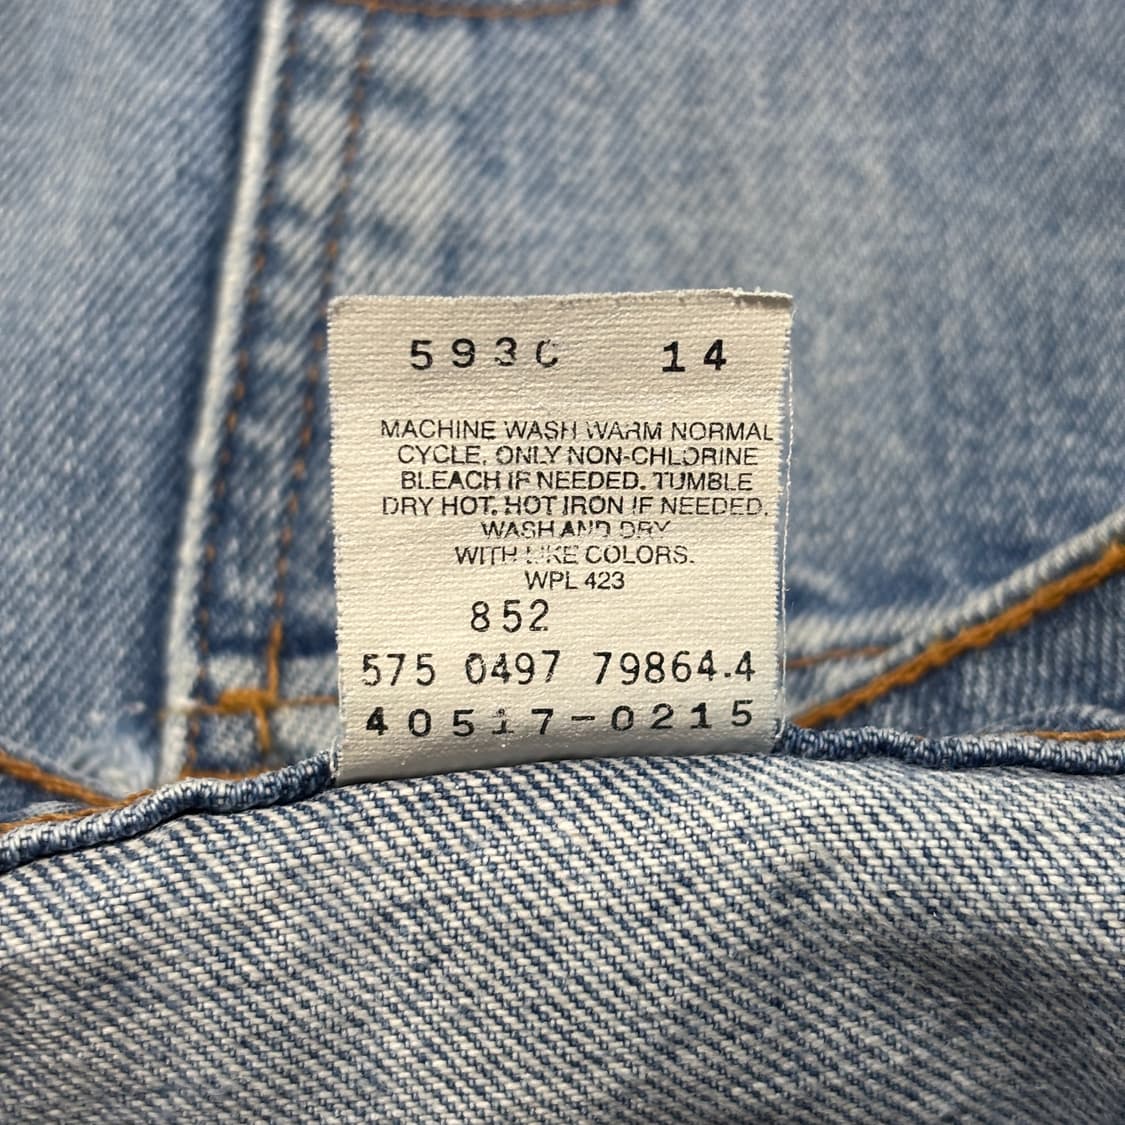 593C 14
MACHINE WASH WARM NORMAL
CYCLE, ONLY NON-CHLORINE
BLEACH IF NEEDED. TUMBLE
DRY HOT. HOT IRON IF NEEDED.
WASH AND DRY
WITH LIKE COLORS.
WPL 423
852
575 0497 79864.4
40517-0215